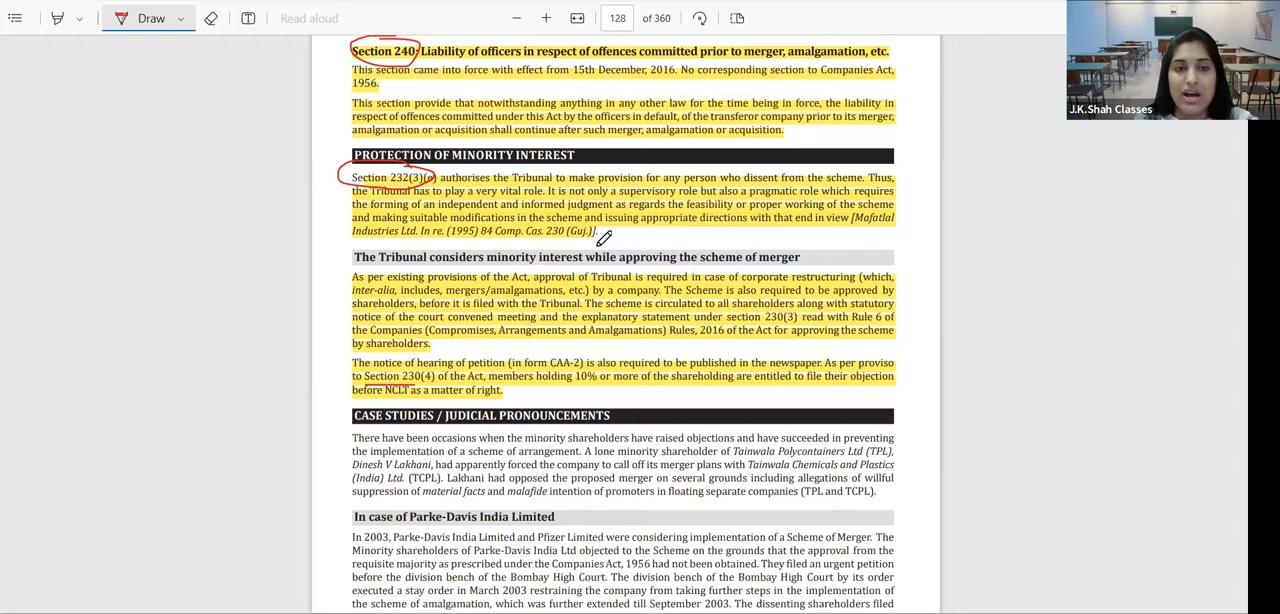 Draw
Read aloud
128
of 360
J.K.Shah Classes
Section 240: Liability of officers in respect of offences committed prior to merger, amalgamation, etc.
This section came into force with effect from 15th December, 2016. No corresponding section to Companies Act,
1956.
This section provide that notwithstanding anything in any other law for the time being in force, the liability in
respect of offences committed under this Act by the officers in default, of the transferor company prior to its merger,
amalgamation or acquisition shall continue after such merger, amalgamation or acquisition.
PROTECTION OF MINORITY INTEREST
Section 232(3)(e) authorises the Tribunal to make provision for any person who dissent from the scheme. Thus,
the Tribunal has to play a very vital role. It is not only a supervisory role but also a pragmatic role which requires
the forming of an independent and informed judgment as regards the feasibility or proper working of the scheme
and making suitable modifications in the scheme and issuing appropriate directions with that end in view [Mafatlal
Industries Ltd. In re. (1995) 84 Comp. Cas. 230 (Guj.)].
The Tribunal considers minority interest while approving the scheme of merger
As per existing provisions of the Act, approval of Tribunal is required in case of corporate restructuring (which,
inter-alia, includes, mergers/amalgamations, etc.) by a company. The Scheme is also required to be approved by
shareholders, before it is filed with the Tribunal. The scheme is circulated to all shareholders along with statutory
notice of the court convened meeting and the explanatory statement under section 230(3) read with Rule 6 of
the Companies (Compromises, Arrangements and Amalgamations) Rules, 2016 of the Act for approving the scheme
by shareholders.
The notice of hearing of petition (in form CAA-2) is also required to be published in the newspaper. As per proviso
to Section 230(4) of the Act, members holding 10% or more of the shareholding are entitled to file their objection
before NCLT as a matter of right.
CASE STUDIES / JUDICIAL PRONOUNCEMENTS
There have been occasions when the minority shareholders have raised objections and have succeeded in preventing
the implementation of a scheme of arrangement. A lone minority shareholder of Tainwala Polycontainers Ltd (TPL),
Dinesh V Lakhani, had apparently forced the company to call off its merger plans with Tainwala Chemicals and Plastics
(India) Ltd. (TCPL). Lakhani had opposed the proposed merger on several grounds including allegations of willful
suppression of material facts and malafide intention of promoters in floating separate companies (TPL and TCPL).
In case of Parke-Davis India Limited
In 2003, Parke-Davis India Limited and Pfizer Limited were considering implementation of a Scheme of Merger. The
Minority shareholders of Parke-Davis India Ltd objected to the Scheme on the grounds that the approval from the
requisite majority as prescribed under the Companies Act, 1956 had not been obtained. They filed an urgent petition
before the division bench of the Bombay High Court. The division bench of the Bombay High Court by its order
executed a stay order in March 2003 restraining the company from taking further steps in the implementation of
the scheme of amalgamation, which was further extended till September 2003. The dissenting shareholders filed